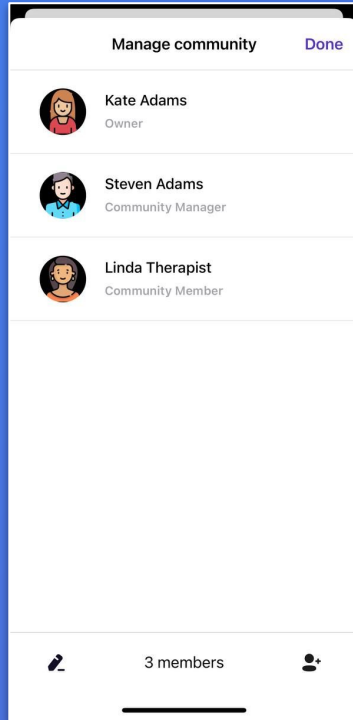 Manage community
Done
Kate Adams
Owner
Steven Adams
Community Manager
Linda Therapist
Community Member
3 members